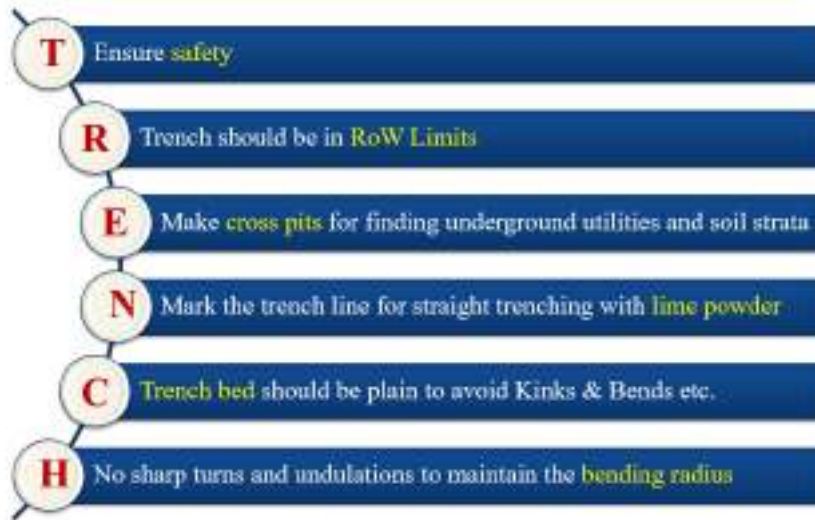 T Ensure safety
R Trench should be in RoW Limits
E Make cross pits for finding underground utilities and soil strata
N Mark the trench line for straight trenching with lime powder
C Trench bed should be plain to avoid Kinks & Bends etc.
H No sharp turns and undulations to maintain the bending radius